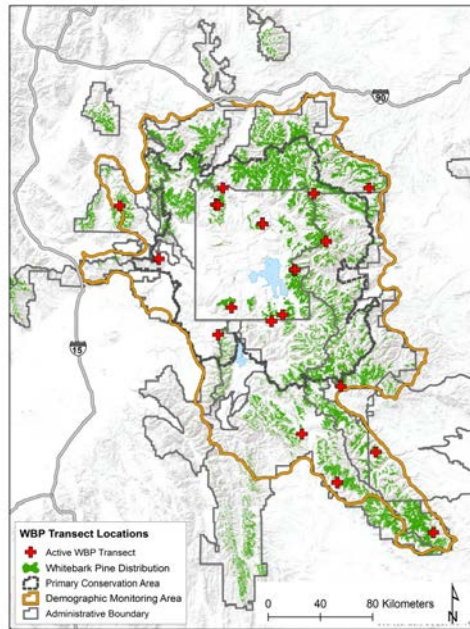 90
15
WBP Transect Locations
Active WBP Transect
Whitebark Pine Distribution
Primary Conservation Area
Demographic Monitoring Area
Administrative Boundary
0 20 40 80 Kilometers
N